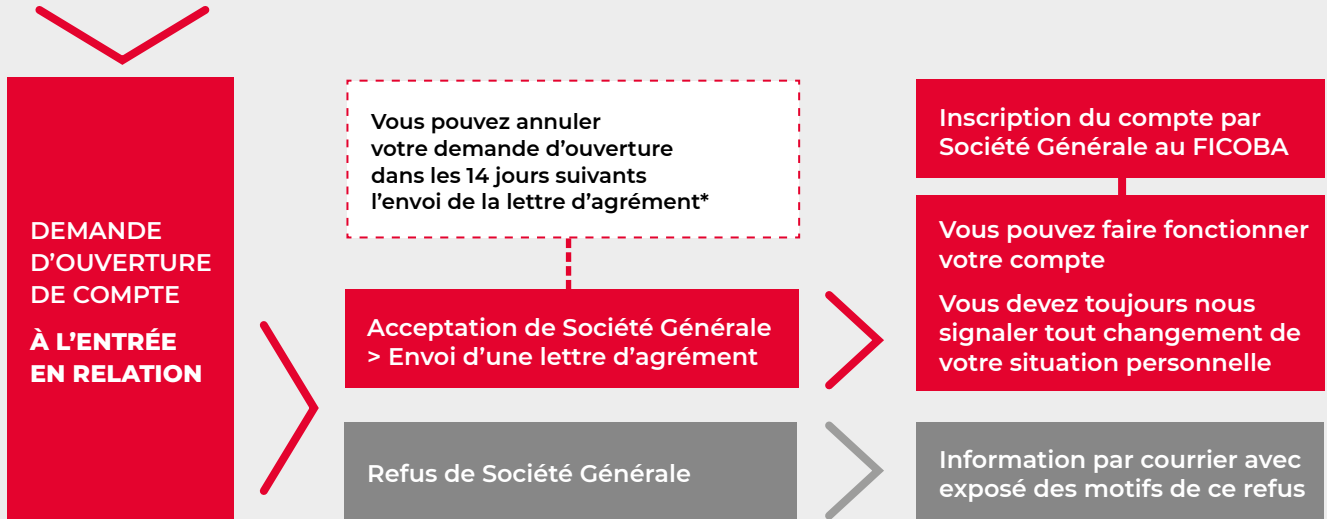 DEMANDE
D’OUVERTURE
DE COMPTE
À L’ENTRÉE
EN RELATION
Vous pouvez annuler
votre demande d’ouverture
dans les 14 jours suivants
l’envoi de la lettre d’agrément*
Acceptation de Société Générale
> Envoi d’une lettre d’agrément
Inscription du compte par
Société Générale au FICOBA
Vous pouvez faire fonctionner
votre compte
Vous devez toujours nous
signaler tout changement de
votre situation personnelle
Refus de Société Générale
Information par courrier avec
exposé des motifs de ce refus